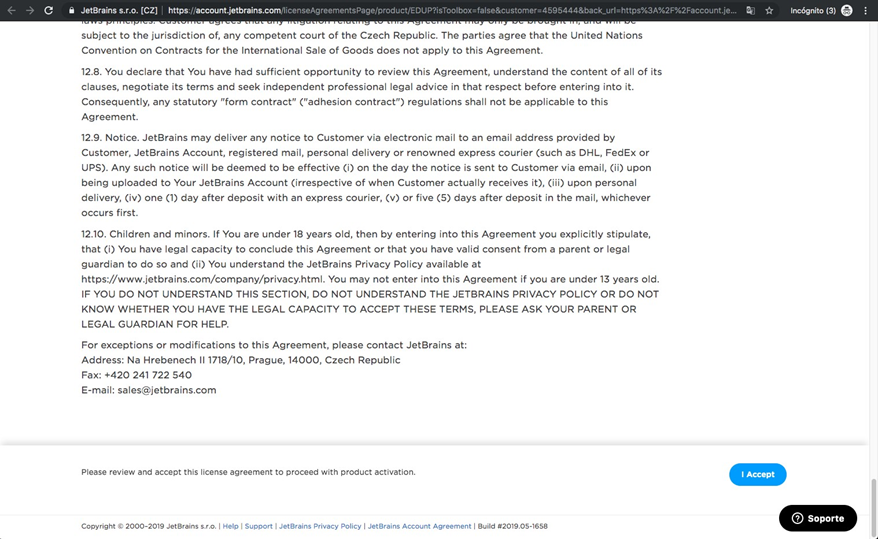 JetBrains s.r.o. [CZ] | https://account.jetbrains.com/licenseAgreementsPage/product/EDUP?isToolbox=false&customer=4595444&back_url=https%3A%2F%2Faccount.je... Incógnito (3)
laws principles. Customer agrees that any litigation relating to this Agreement may only be brought in, and will be
subject to the jurisdiction of, any competent court of the Czech Republic. The parties agree that the United Nations
Convention on Contracts for the International Sale of Goods does not apply to this Agreement.
12.8. You declare that You have had sufficient opportunity to review this Agreement, understand the content of all of its
clauses, negotiate its terms and seek independent professional legal advice in that respect before entering into it.
Consequently, any statutory "form contract" ("adhesion contract") regulations shall not be applicable to this
Agreement.
12.9. Notice. JetBrains may deliver any notice to Customer via electronic mail to an email address provided by
Customer, JetBrains Account, registered mail, personal delivery or renowned express courier (such as DHL, FedEx or
UPS). Any such notice will be deemed to be effective (i) on the day the notice is sent to Customer via email, (ii) upon
being uploaded to Your JetBrains Account (irrespective of when Customer actually receives it), (iii) upon personal
delivery, (iv) one (1) day after deposit with an express courier, (v) or five (5) days after deposit in the mail, whichever
occurs first.
12.10. Children and minors. If You are under 18 years old, then by entering into this Agreement you explicitly stipulate,
that (i) You have legal capacity to conclude this Agreement or that you have valid consent from a parent or legal
guardian to do so and (ii) You understand the JetBrains Privacy Policy available at
https://www.jetbrains.com/company/privacy.html. You may not enter into this Agreement if you are under 13 years old.
IF YOU DO NOT UNDERSTAND THIS SECTION, DO NOT UNDERSTAND THE JETBRAINS PRIVACY POLICY OR DO NOT
KNOW WHETHER YOU HAVE THE LEGAL CAPACITY TO ACCEPT THESE TERMS, PLEASE ASK YOUR PARENT OR
LEGAL GUARDIAN FOR HELP.
For exceptions or modifications to this Agreement, please contact JetBrains at:
Address: Na Hrebenech II 1718/10, Prague, 14000, Czech Republic
Fax: +420 241 722 540
E-mail: sales@jetbrains.com
Please review and accept this license agreement to proceed with product activation.
I Accept
Copyright © 2000–2019 JetBrains s.r.o. | Help | Support | JetBrains Privacy Policy | JetBrains Account Agreement | Build #2019.05-1658
Soporte